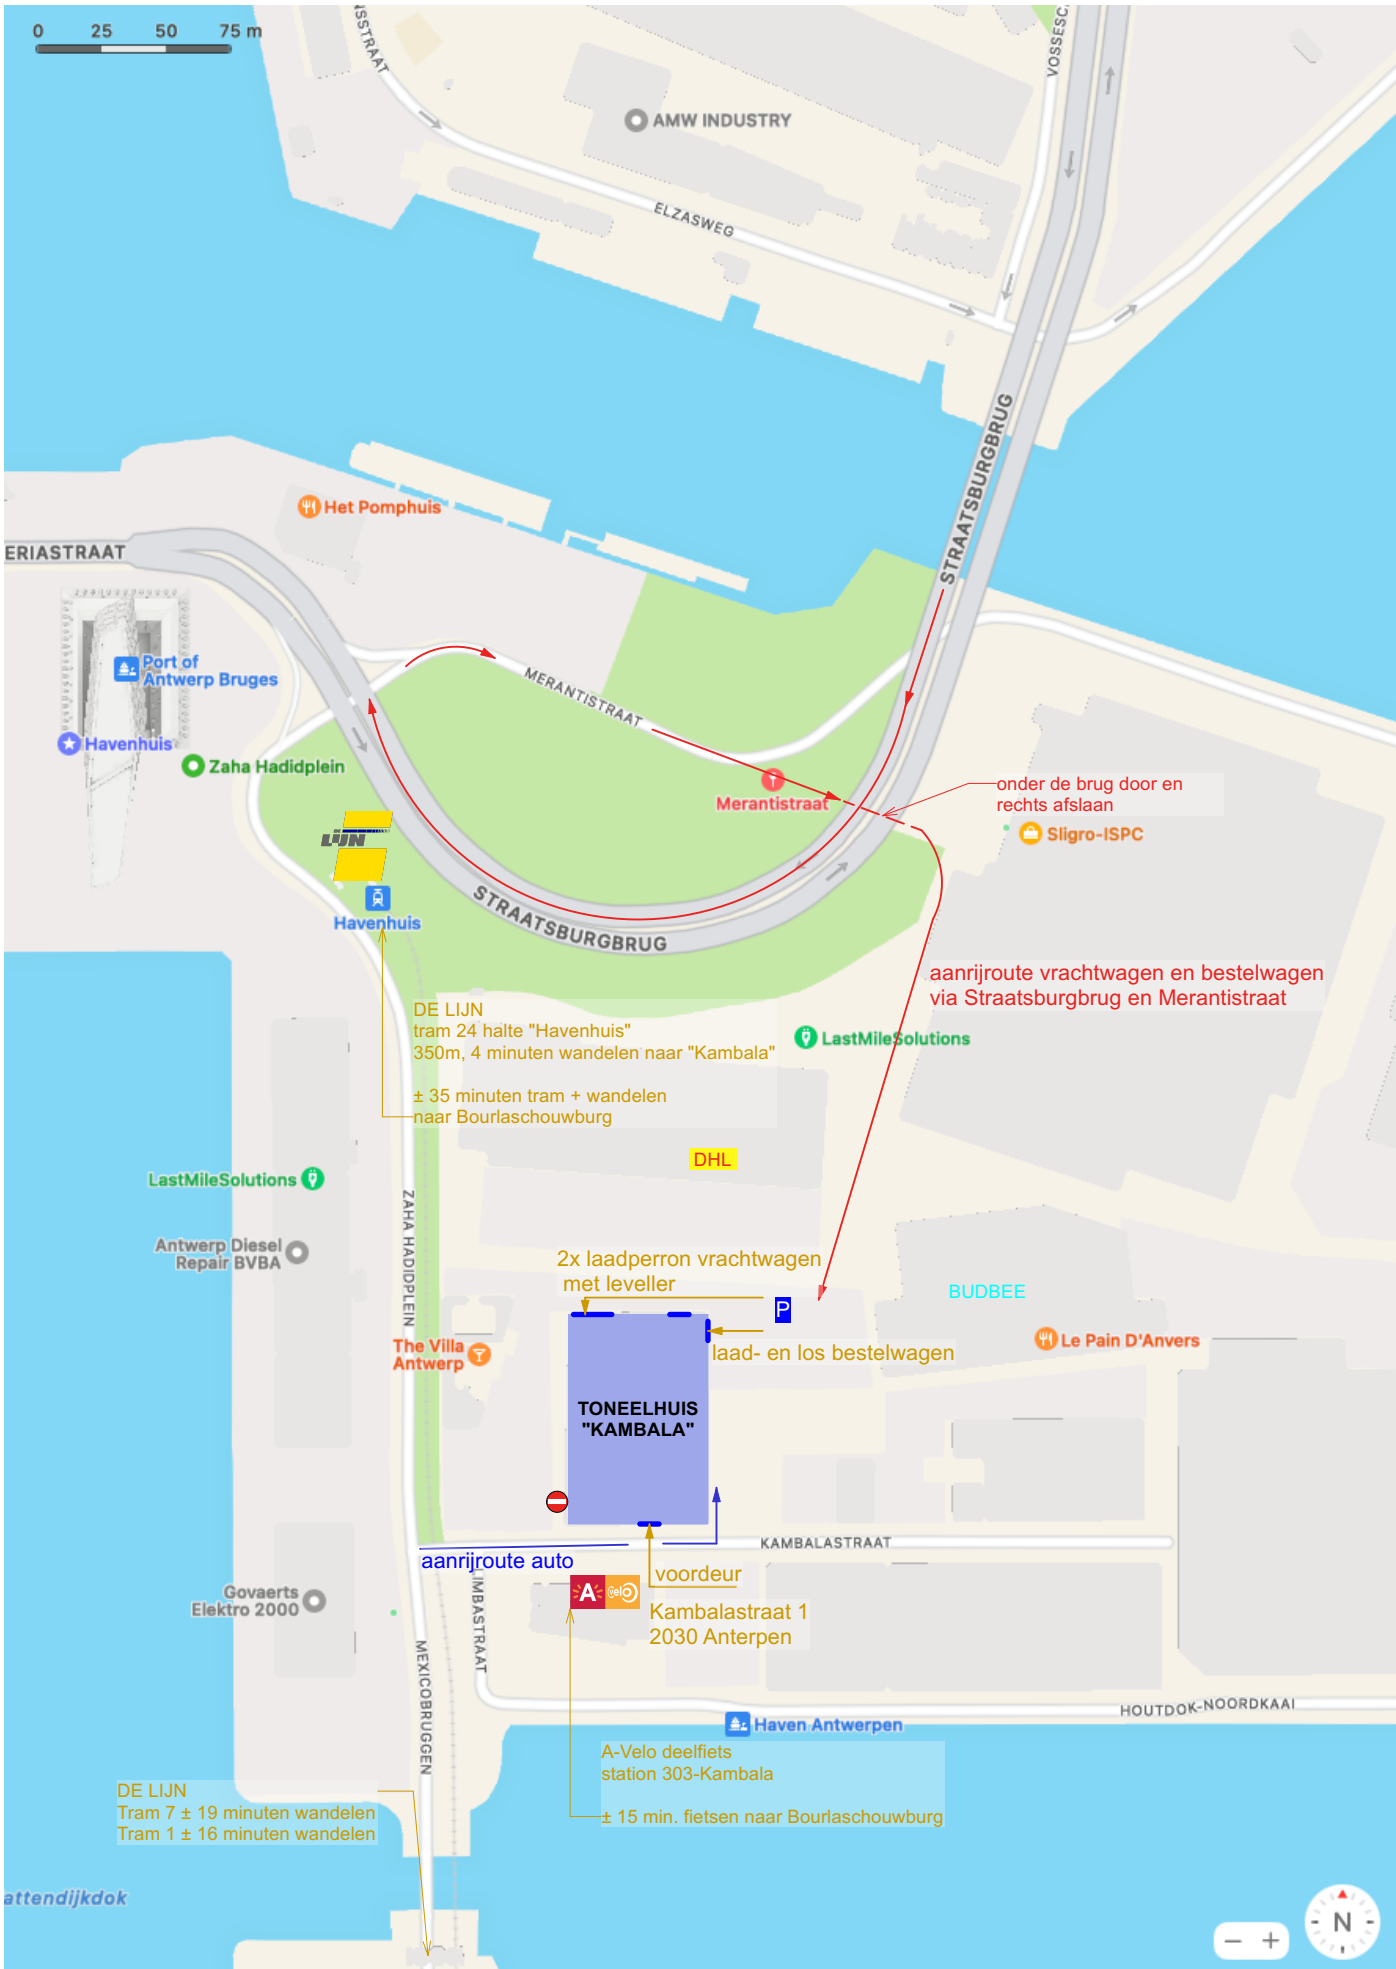 0 25 50 75 m
VOSSESC
AMW INDUSTRY
ELZASWEG
STRAATSBURGBRUG
Het Pomphuis
ERIASTRAAT
Port of
Antwerp Bruges
MERANTISTRAAT
Havenhuis
Zaha Hadidplein
Merantistraat
onder de brug door en
rechts afslaan
Sligro-ISPC
DE
LIJN
Havenhuis
STRAATSBURGBRUG
aanrijroute vrachtwagen en bestelwagen
via Straatsburgbrug en Merantistraat
DE LIJN
tram 24 halte "Havenhuis"
350m, 4 minuten wandelen naar "Kambala"
± 35 minuten tram + wandelen
naar Bourlaschouwburg
LastMileSolutions
DHL
LastMileSolutions
ZAHA HADIDPLEIN
Antwerp Diesel
Repair BVBA
2x laadperron vrachtwagen
met leveller
P
BUDBEE
The Villa
Antwerp
laad- en los bestelwagen
Le Pain D'Anvers
TONEELHUIS
"KAMBALA"
KAMBALASTRAAT
aanrijroute auto
voordeur
A velo
Govaerts
Elektro 2000
LIMBASTRAAT
Kambalastraat 1
2030 Anterpen
MEXICOBRUGGEN
HOUTDOK-NOORDKAAI
Haven Antwerpen
A-Velo deelfiets
station 303-Kambala
± 15 min. fietsen naar Bourlaschouwburg
DE LIJN
Tram 7 ± 19 minuten wandelen
Tram 1 ± 16 minuten wandelen
attendijkdok
N